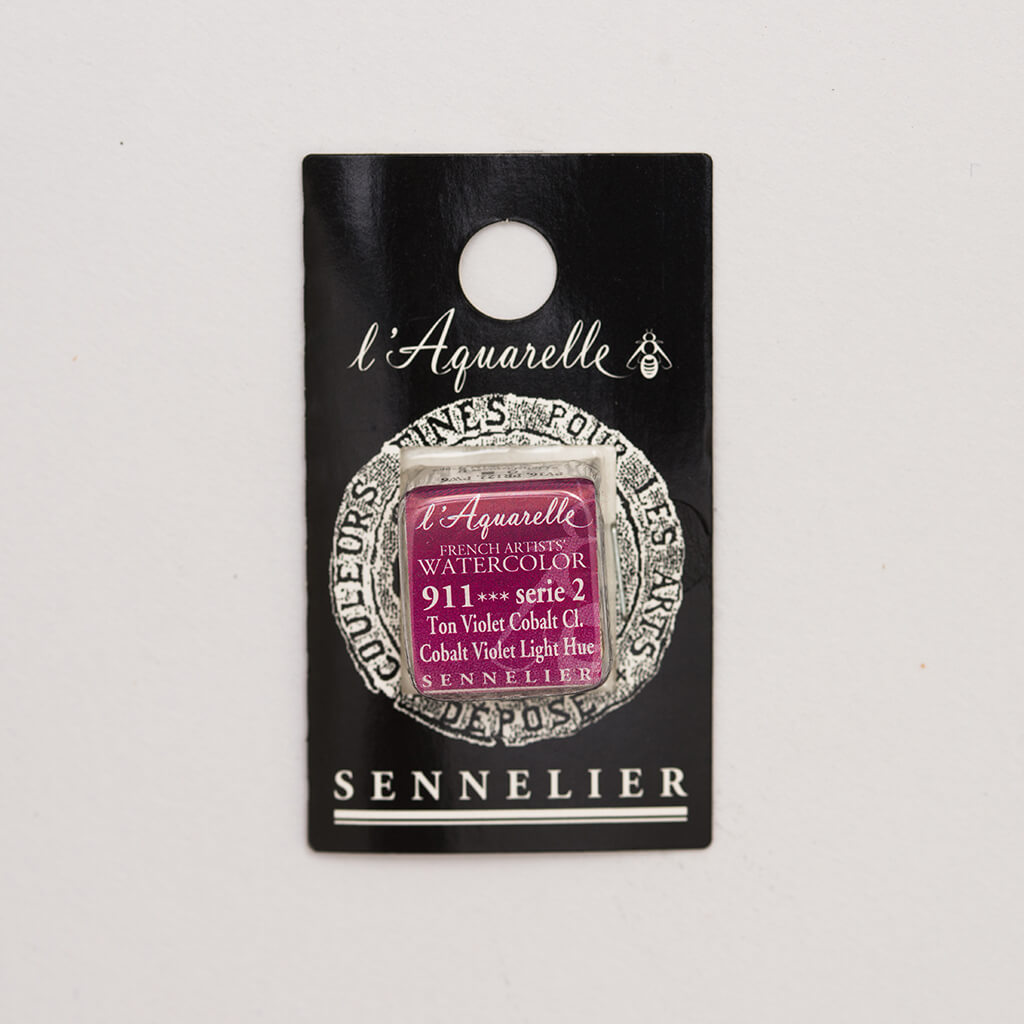 l'Aquarelle
COULEURS FINES POUR LES ARTS
DÉPOSÉ
l'Aquarelle
FRENCH ARTISTS'
WATERCOLOR
911*** serie 2
Ton Violet Cobalt Cl.
Cobalt Violet Light Hue
SENNELIER
SENNELIER